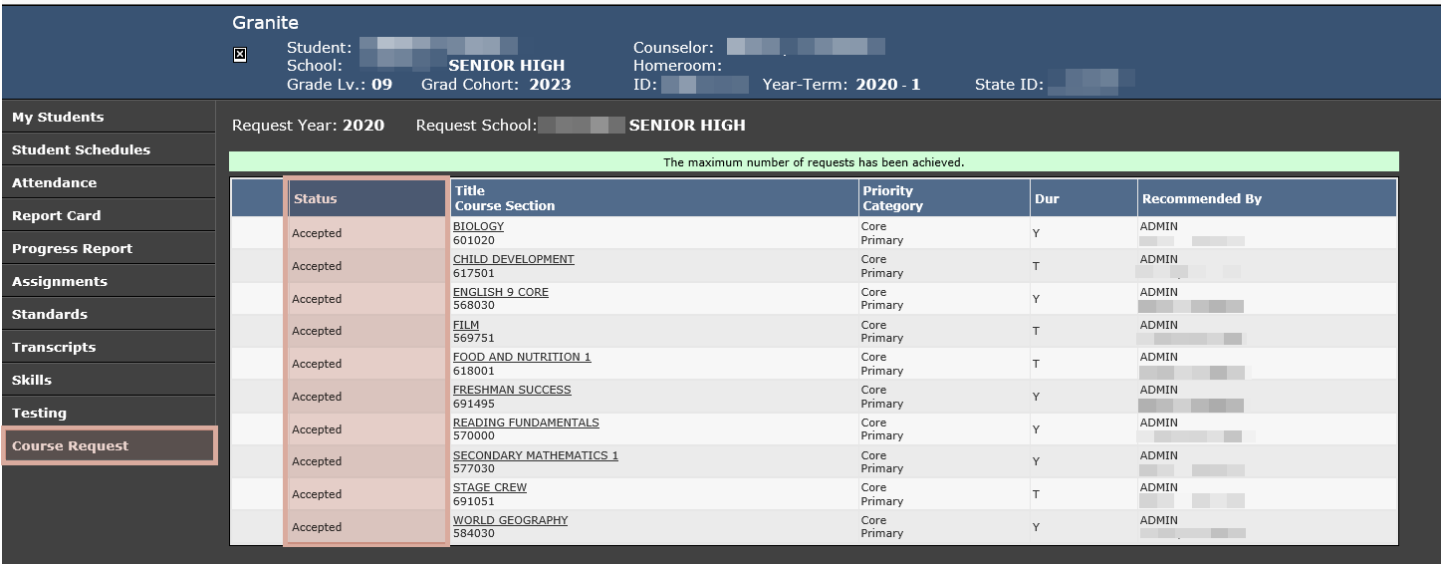 Granite
Student:
Counselor:
School: SENIOR HIGH
Homeroom:
Grade Lv.: 09 Grad Cohort: 2023
ID: Year-Term: 2020 - 1 State ID:
My Students
Student Schedules
Attendance
Report Card
Progress Report
Assignments
Standards
Transcripts
Skills
Testing
Course Request
Request Year: 2020 Request School: SENIOR HIGH
The maximum number of requests has been achieved.
Status Title Priority Dur Recommended By
Course Section Category
Accepted BIOLOGY Core Y ADMIN
601020 Primary
Accepted CHILD DEVELOPMENT Core T ADMIN
617501 Primary
Accepted ENGLISH 9 CORE Core Y ADMIN
568030 Primary
Accepted FILM Core T ADMIN
569751 Primary
Accepted FOOD AND NUTRITION 1 Core T ADMIN
618001 Primary
Accepted FRESHMAN SUCCESS Core Y ADMIN
691495 Primary
Accepted READING FUNDAMENTALS Core Y ADMIN
570000 Primary
Accepted SECONDARY MATHEMATICS 1 Core Y ADMIN
577030 Primary
Accepted STAGE CREW Core T ADMIN
691051 Primary
Accepted WORLD GEOGRAPHY Core Y ADMIN
584030 Primary